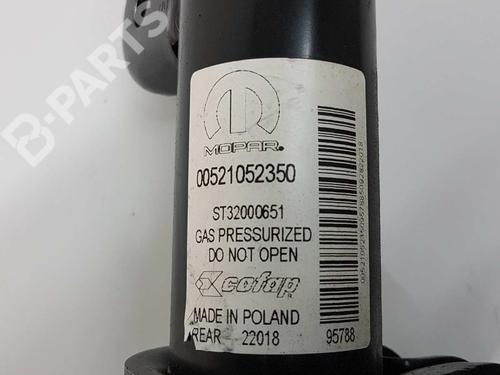 B-PARTS
MOPAR®
00521052350
ST32000651
GAS PRESSURIZED
DO NOT OPEN
cofap
MADE IN POLAND
REAR 22018
95788